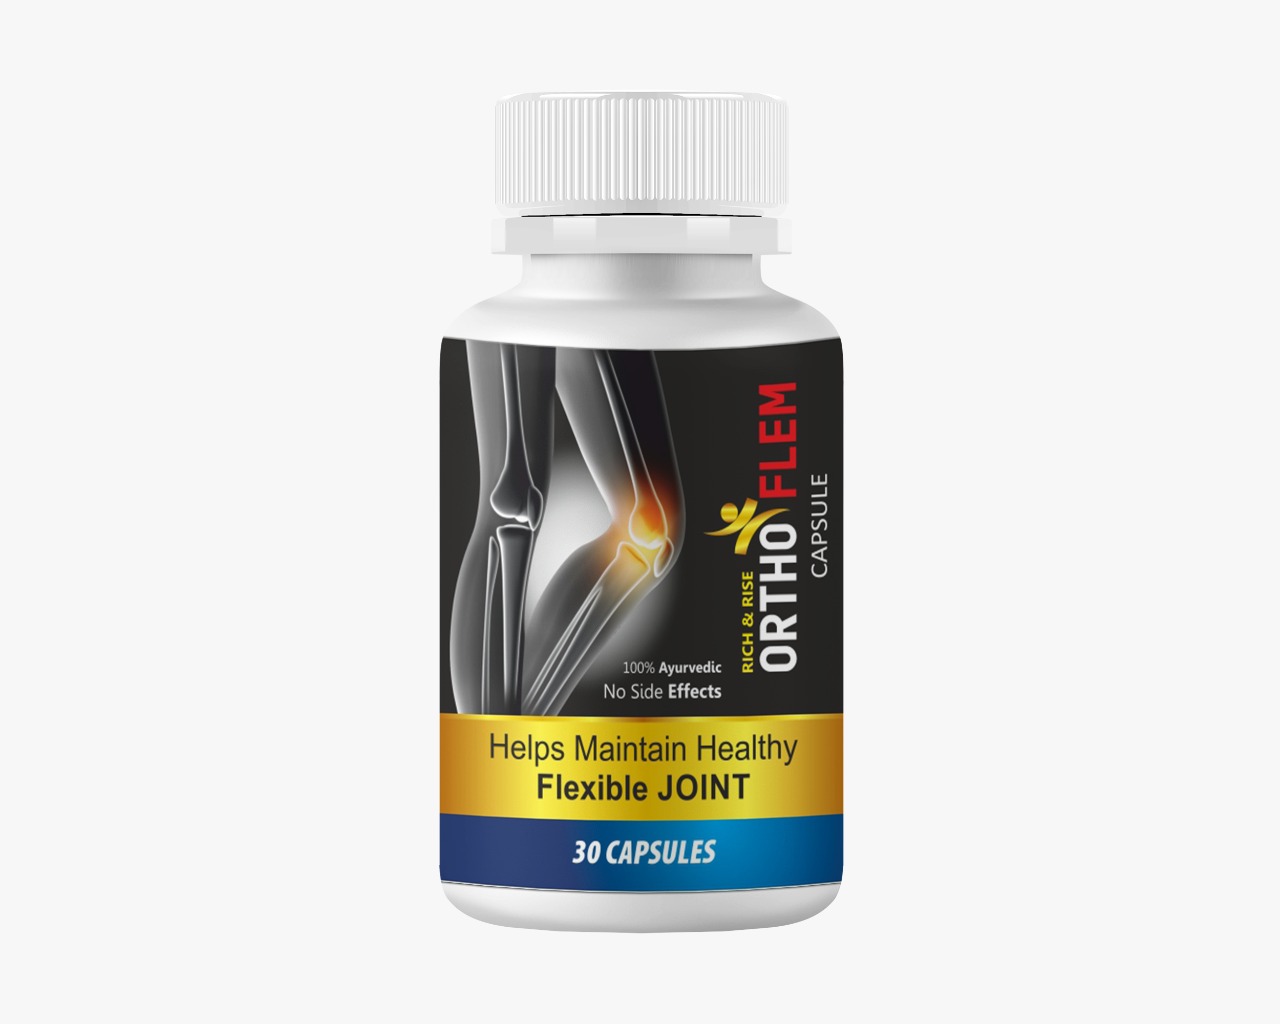 RICH & RISE
ORTHO FLEM
CAPSULE
100% Ayurvedic
No Side Effects
Helps Maintain Healthy
Flexible JOINT
30 CAPSULES